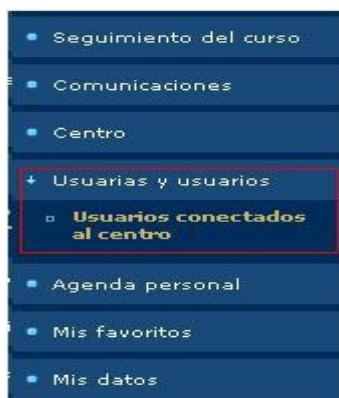 Seguimiento del curso
Comunicaciones
Centro
Usuarias y usuarios
Usuarios conectados
al centro
Agenda personal
Mis favoritos
Mis datos